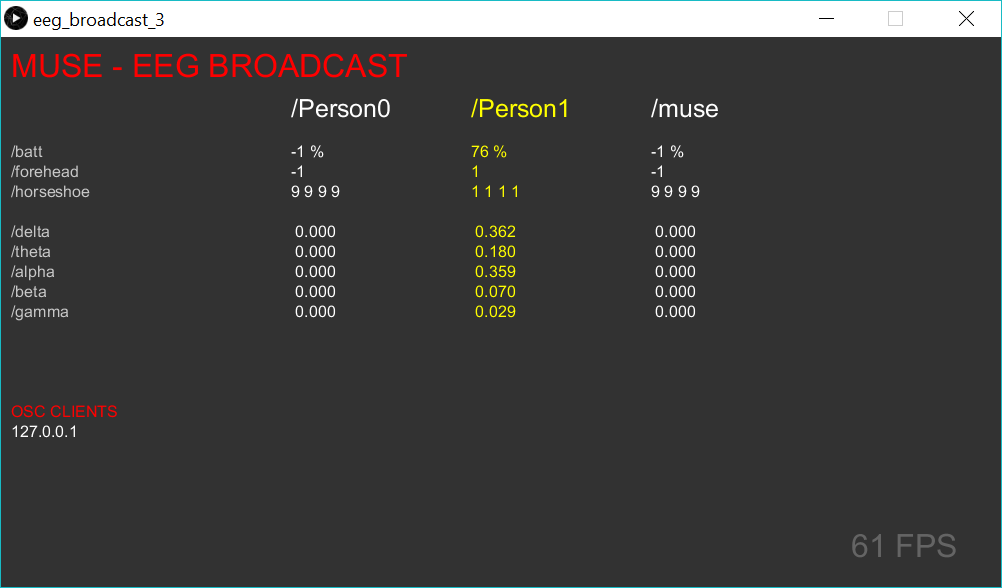 eeg_broadcast_3
MUSE - EEG BROADCAST
/Person0 /Person1 /muse
/batt -1 % 76 % -1 %
/forehead -1 1 -1
/horseshoe 9 9 9 9 1 1 1 1 9 9 9 9
/delta 0.000 0.362 0.000
/theta 0.000 0.180 0.000
/alpha 0.000 0.359 0.000
/beta 0.000 0.070 0.000
/gamma 0.000 0.029 0.000
OSC CLIENTS
127.0.0.1
61 FPS